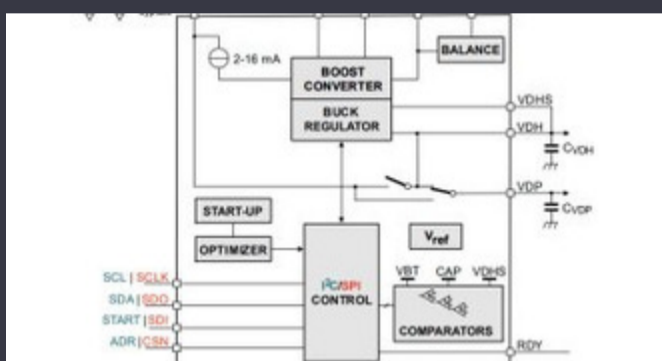 2-16 mA
BALANCE
BOOST
CONVERTER
BUCK
REGULATOR
VDHS
VDH
CVDH
VDP
CVDP
START-UP
OPTIMIZER
Vref
I²C/SPI
CONTROL
VBT CAP VDHS
COMPARATORS
SCL | SCLK
SDA | SDO
START | SDI
ADR | CSN
RDY